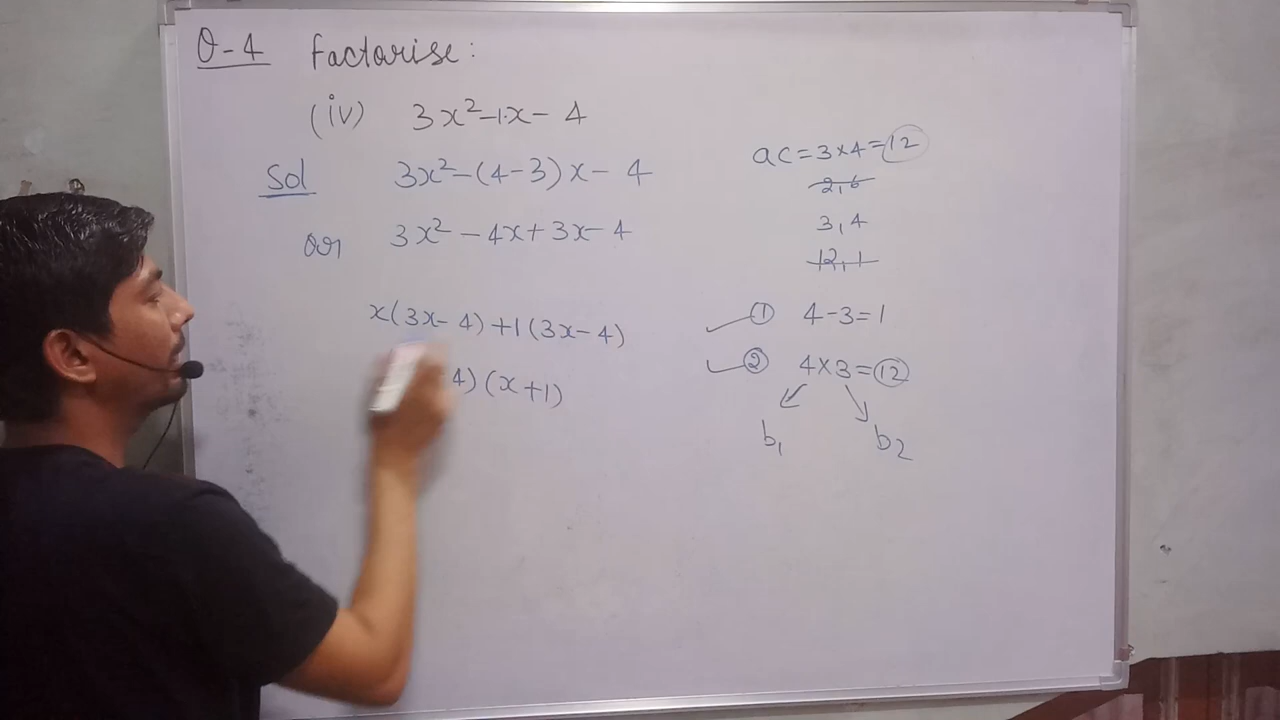 Q-4 Factorise:
(iv) 3x²-1·x-4
Sol 3x²-(4-3)x-4
or 3x²-4x+3x-4
x(3x-4)+1(3x-4)
4)(x+1)
ac=3×4=12
2,6
3,4
12,1
① 4-3=1
② 4×3=12
b₁ b₂